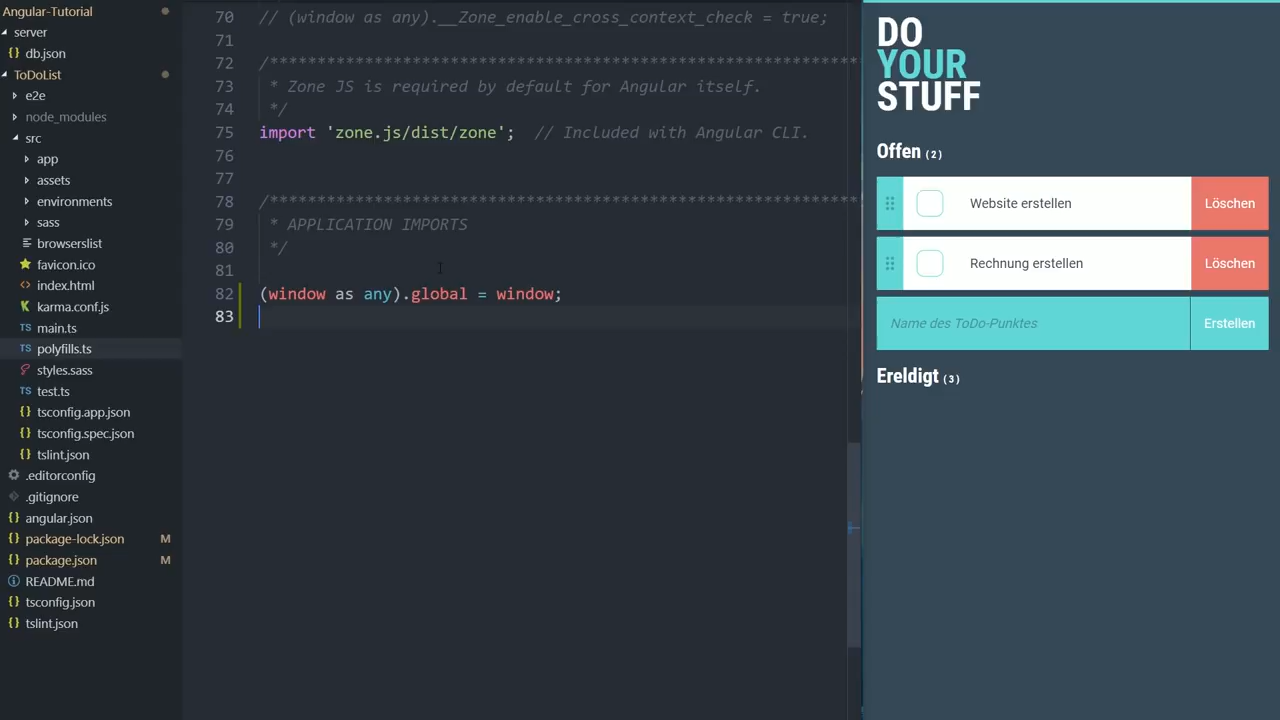 Angular-Tutorial
server
{} db.json
ToDoList
e2e
node_modules
src
app
assets
environments
sass
browserslist
favicon.ico
<> index.html
karma.conf.js
TS main.ts
TS polyfills.ts
styles.sass
TS test.ts
{} tsconfig.app.json
{} tsconfig.spec.json
{} tslint.json
.editorconfig
.gitignore
{} angular.json
{} package-lock.json M
{} package.json M
README.md
{} tsconfig.json
{} tslint.json
70 // (window as any).__Zone_enable_cross_context_check = true;
71
72 /***************************************************************
73 * Zone JS is required by default for Angular itself.
74 */
75 import 'zone.js/dist/zone';  // Included with Angular CLI.
76
77
78 /***************************************************************
79 * APPLICATION IMPORTS
80 */
81
82 (window as any).global = window;
83
DO
YOUR
STUFF
Offen (2)
Website erstellen Löschen
Rechnung erstellen Löschen
Name des ToDo-Punktes Erstellen
Ereldigt (3)